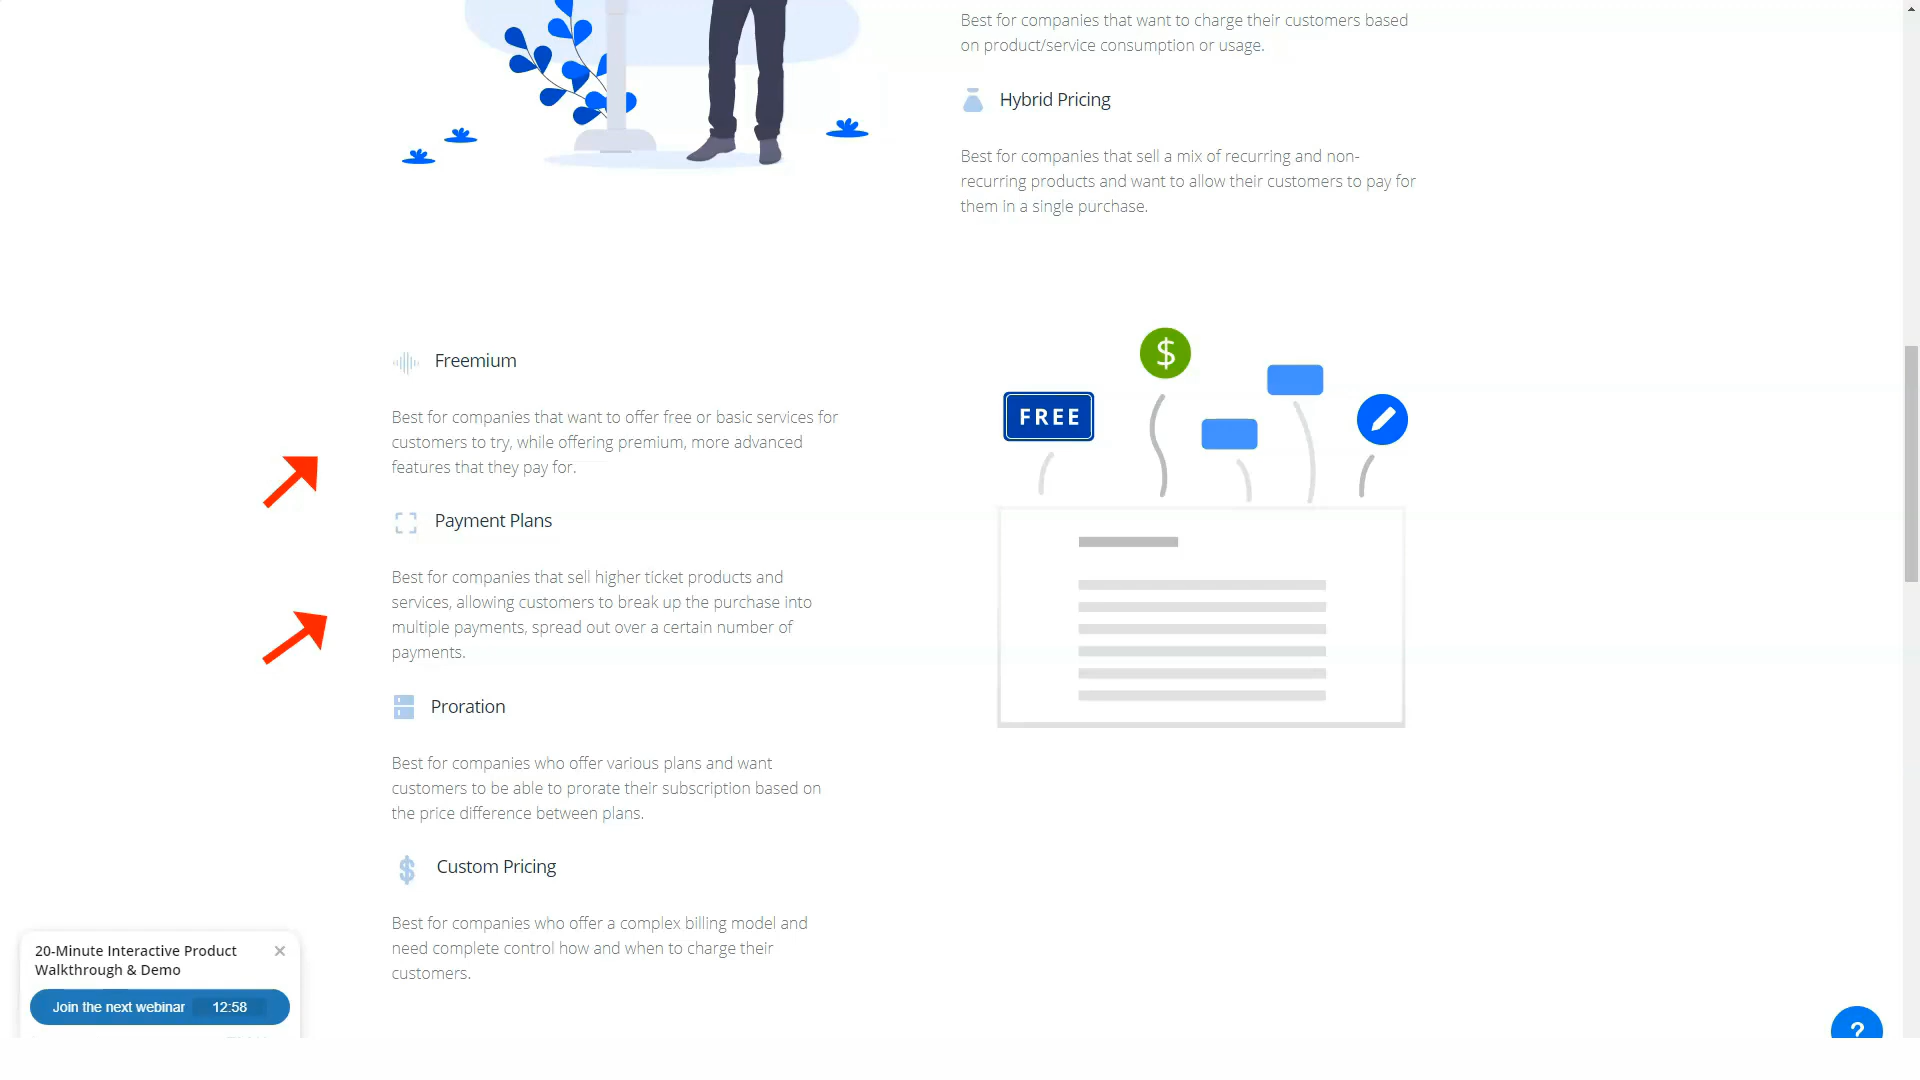 Best for companies that want to charge their customers based
on product/service consumption or usage.
Hybrid Pricing
Best for companies that sell a mix of recurring and non-
recurring products and want to allow their customers to pay for
them in a single purchase.
Freemium
Best for companies that want to offer free or basic services for
customers to try, while offering premium, more advanced
features that they pay for.
Payment Plans
Best for companies that sell higher ticket products and
services, allowing customers to break up the purchase into
multiple payments, spread out over a certain number of
payments.
Proration
Best for companies who offer various plans and want
customers to be able to prorate their subscription based on
the price difference between plans.
Custom Pricing
Best for companies who offer a complex billing model and
need complete control how and when to charge their
customers.
$
FREE
20-Minute Interactive Product
Walkthrough & Demo
Join the next webinar 12:58
?